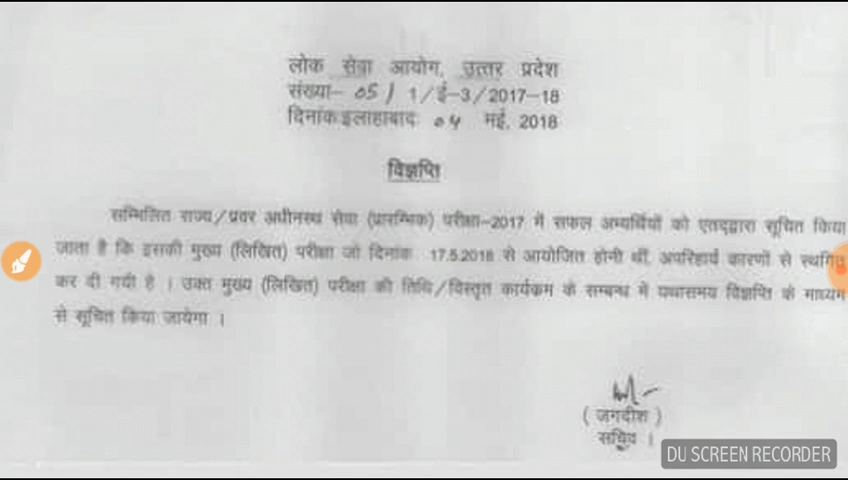 लोक सेवा आयोग, उत्तर प्रदेश
संख्या- 05/1/ई-3/2017-18
दिनांक:इलाहाबाद: 04 मई, 2018
विज्ञप्ति
सम्मिलित राज्य/प्रवर अधीनस्थ सेवा (प्रारम्भिक) परीक्षा-2017 में सफल अभ्यर्थियों को एतद्द्वारा सूचित किया
जाता है कि इसकी मुख्य (लिखित) परीक्षा जो दिनांक 17.5.2018 से आयोजित होनी थीं, अपरिहार्य कारणों से स्थगित
कर दी गयी है । उक्त मुख्य (लिखित) परीक्षा की तिथि/विस्तृत कार्यक्रम के सम्बन्ध में यथासमय विज्ञप्ति के माध्यम
से सूचित किया जायेगा ।
(जगदीश)
सचिव ।
DU SCREEN RECORDER